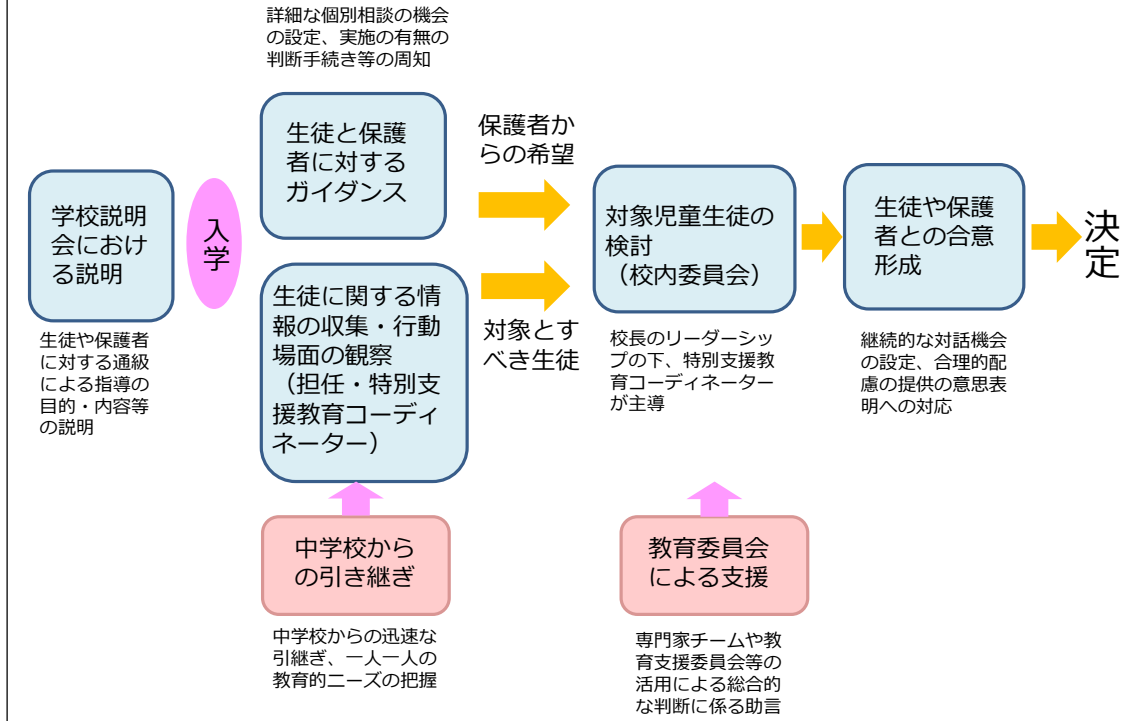 詳細な個別相談の機会
の設定、実施の有無の
判断手続き等の周知
生徒と保護
者に対する
ガイダンス
保護者か
らの希望
学校説明
会におけ
る説明
入学
生徒や保護者
に対する通級
による指導の
目的・内容等
の説明
生徒に関する情
報の収集・行動
場面の観察
（担任・特別支
援教育コーディ
ネーター）
対象とす
べき生徒
対象児童生徒の
検討
（校内委員会）
校長のリーダーシッ
プの下、特別支援教
育コーディネーター
が主導
生徒や保護
者との合意
形成
継続的な対話機会
の設定、合理的配
慮の提供の意思表
明への対応
決定
中学校から
の引き継ぎ
中学校からの迅速な
引継ぎ、一人一人の
教育的ニーズの把握
教育委員会
による支援
専門家チームや教
育支援委員会等の
活用による総合的
な判断に係る助言